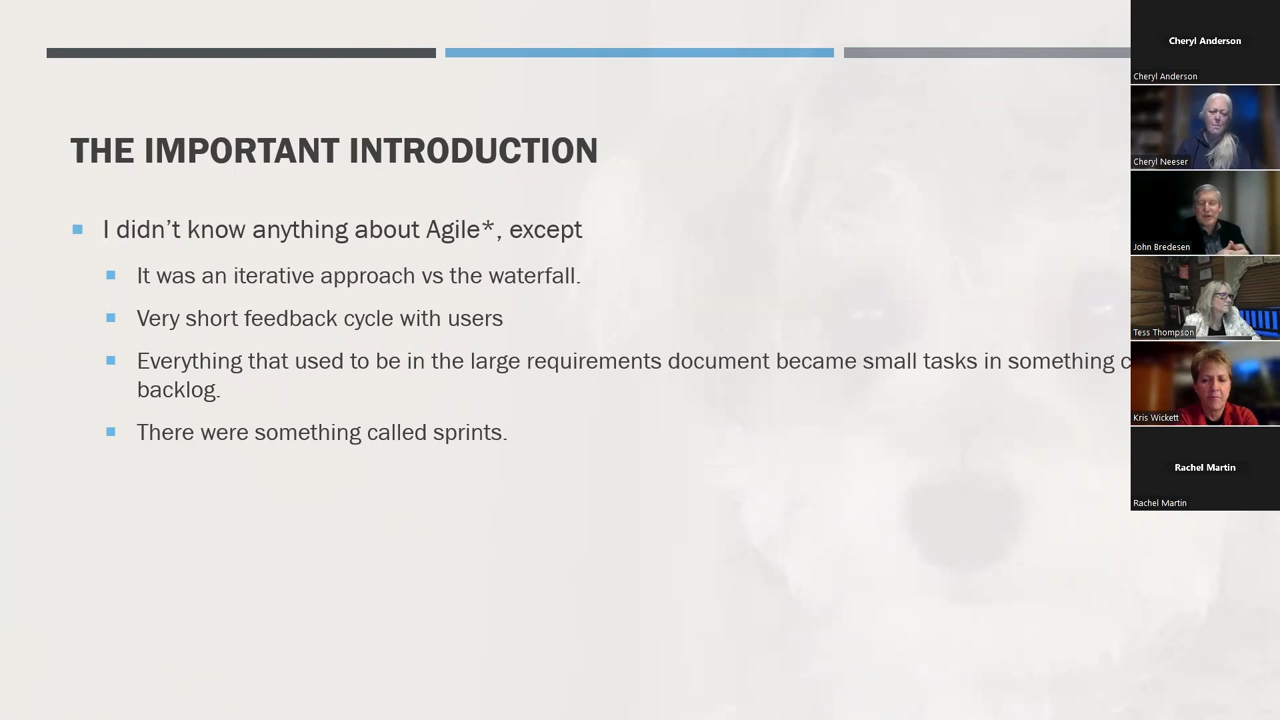 THE IMPORTANT INTRODUCTION
I didn't know anything about Agile*, except
It was an iterative approach vs the waterfall.
Very short feedback cycle with users
Everything that used to be in the large requirements document became small tasks in something
backlog.
There were something called sprints.
Cheryl Anderson
Cheryl Anderson
Cheryl Neeser
John Bredesen
Tess Thompson
Kris Wickett
Rachel Martin
Rachel Martin